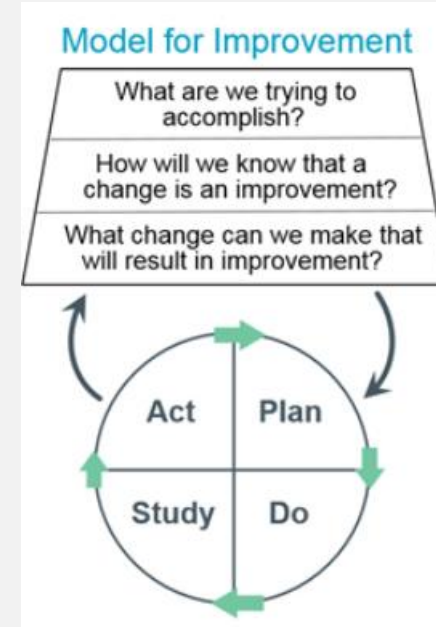 Model for Improvement
What are we trying to
accomplish?
How will we know that a
change is an improvement?
What change can we make that
will result in improvement?
Act
Plan
Study
Do